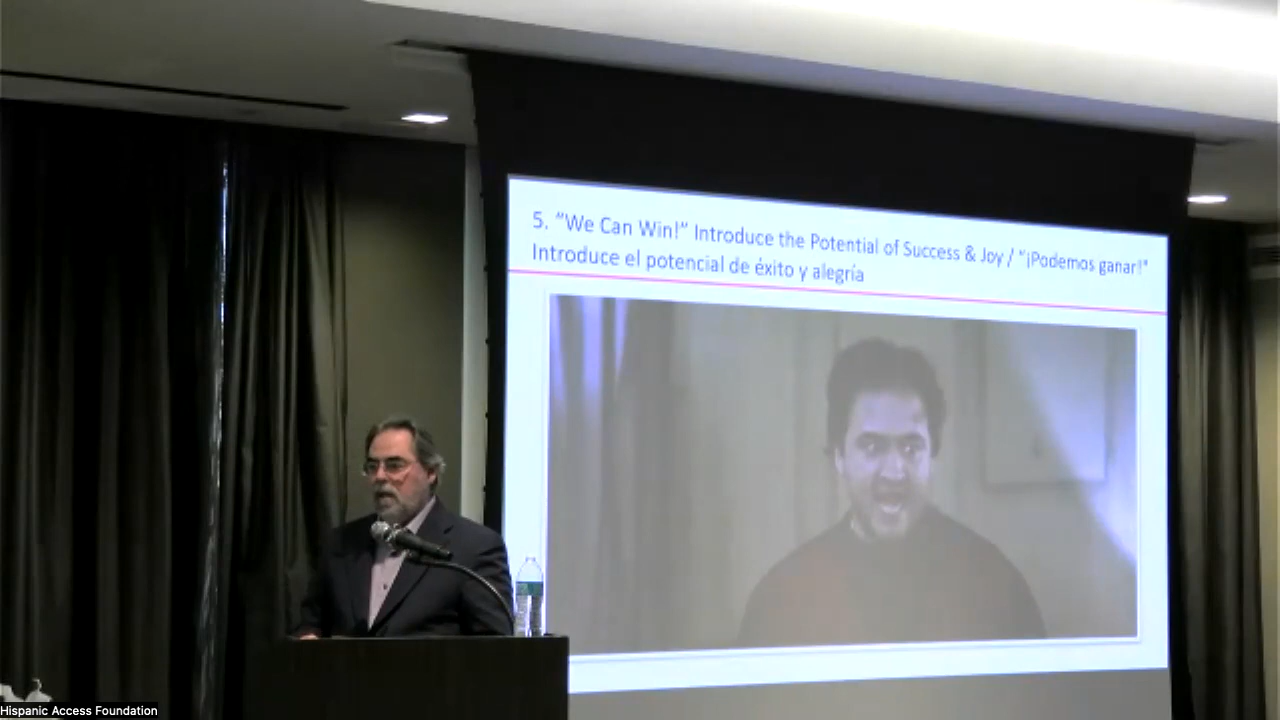 5. "We Can Win!" Introduce the Potential of Success & Joy / "¡Podemos ganar!"
Introduce el potencial de éxito y alegría
Hispanic Access Foundation